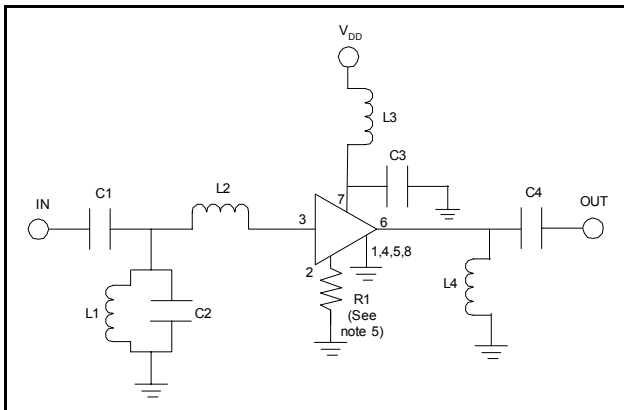 VDD
L3
C3
C1
L2
C4
IN
OUT
7
3
6
1,4,5,8
2
L1
C2
R1
(See
note 5)
L4